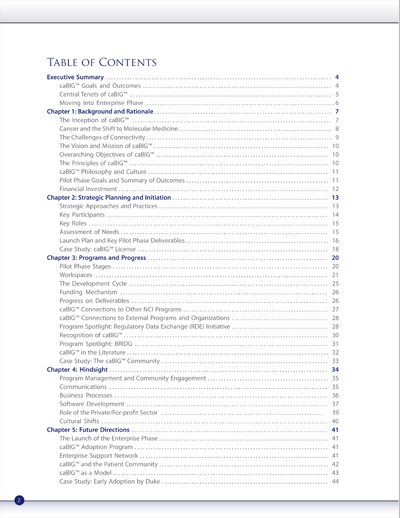 Table of Contents
Executive Summary 4
caBIG™ Goals and Outcomes 4
Central Tenets of caBIG™ 5
Moving into Enterprise Phase 6
Chapter 1: Background and Rationale 7
The Inception of caBIG™ 7
Cancer and the Shift to Molecular Medicine 8
The Challenges of Connectivity 9
The Vision and Mission of caBIG™ 10
Overarching Objectives of caBIG™ 10
The Principles of caBIG™ 10
caBIG™ Philosophy and Culture 11
Pilot Phase Goals and Summary of Outcomes 11
Financial Investment 12
Chapter 2: Strategic Planning and Initiation 13
Strategic Approaches and Practices 13
Key Participants 14
Key Roles 15
Assessment of Needs 15
Launch Plan and Key Pilot Phase Deliverables 16
Case Study: caBIG™ License 18
Chapter 3: Programs and Progress 20
Pilot Phase Stages 20
Workspaces 21
The Development Cycle 25
Funding Mechanism 26
Progress on Deliverables 26
caBIG™ Connections to Other NCI Programs 27
caBIG™ Connections to External Programs and Organizations 28
Program Spotlight: Regulatory Data Exchange (RDE) Initiative 28
Recognition of caBIG™ 30
Program Spotlight: BRIDG 31
caBIG™ in the Literature 32
Case Study: The caBIG™ Community 33
Chapter 4: Hindsight 34
Program Management and Community Engagement 35
Communications 35
Business Processes 36
Software Development 37
Role of the Private/For-profit Sector 39
Cultural Shifts 40
Chapter 5: Future Directions 41
The Launch of the Enterprise Phase 41
caBIG™ Adoption Program 41
Enterprise Support Network 41
caBIG™ and the Patient Community 42
caBIG™ as a Model 43
Case Study: Early Adoption by Duke 44
2